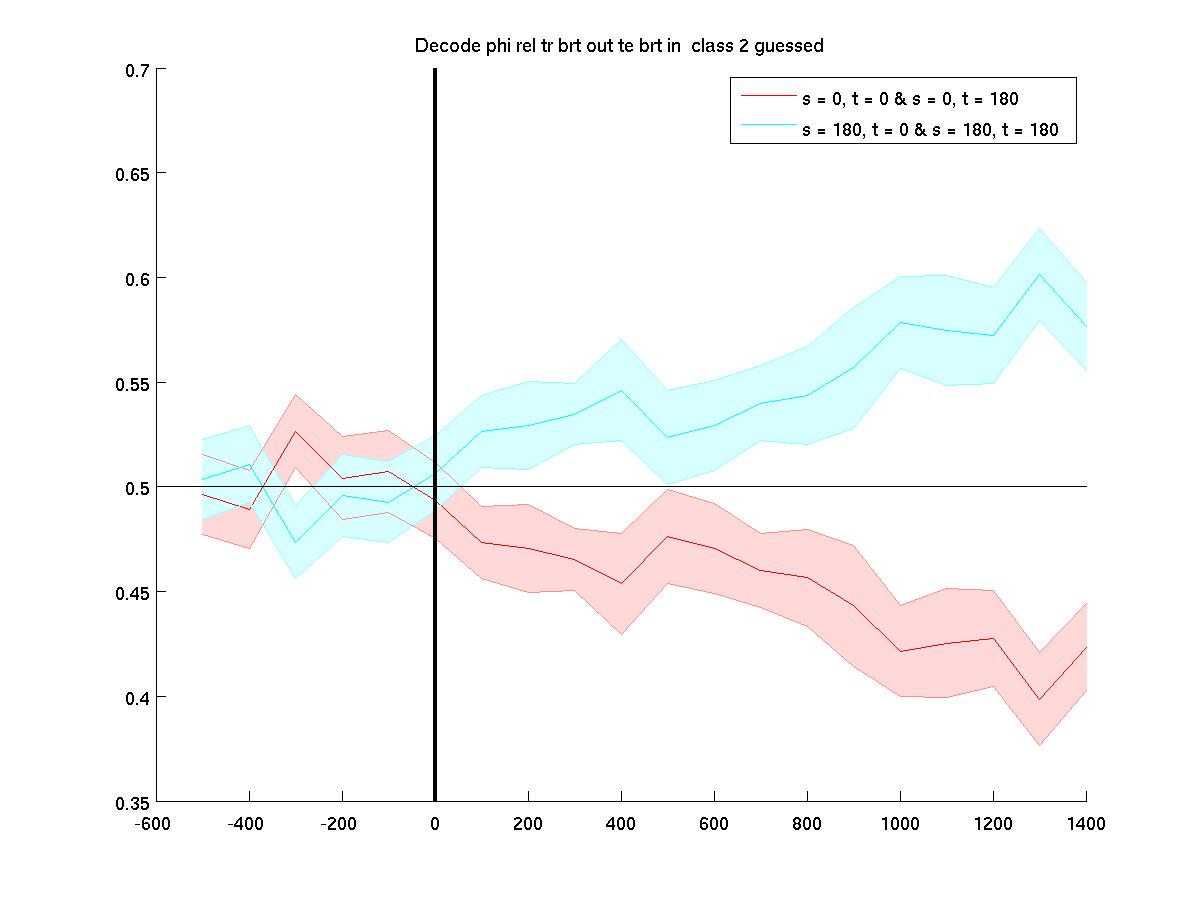 Decode phi rel tr brt out te brt in  class 2 guessed
0.7
s = 0, t = 0 & s = 0, t = 180
s = 180, t = 0 & s = 180, t = 180
0.65
0.6
0.55
0.5
0.45
0.4
0.35
-600 -400 -200 0 200 400 600 800 1000 1200 1400